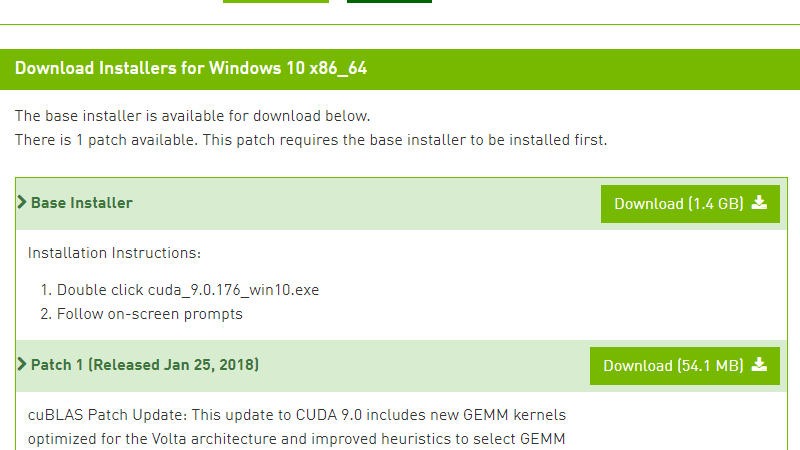 Download Installers for Windows 10 x86_64
The base installer is available for download below.
There is 1 patch available. This patch requires the base installer to be installed first.
Base Installer
Download (1.4 GB)
Installation Instructions:
1. Double click cuda_9.0.176_win10.exe
2. Follow on-screen prompts
Patch 1 (Released Jan 25, 2018)
Download (54.1 MB)
cuBLAS Patch Update: This update to CUDA 9.0 includes new GEMM kernels
optimized for the Volta architecture and improved heuristics to select GEMM